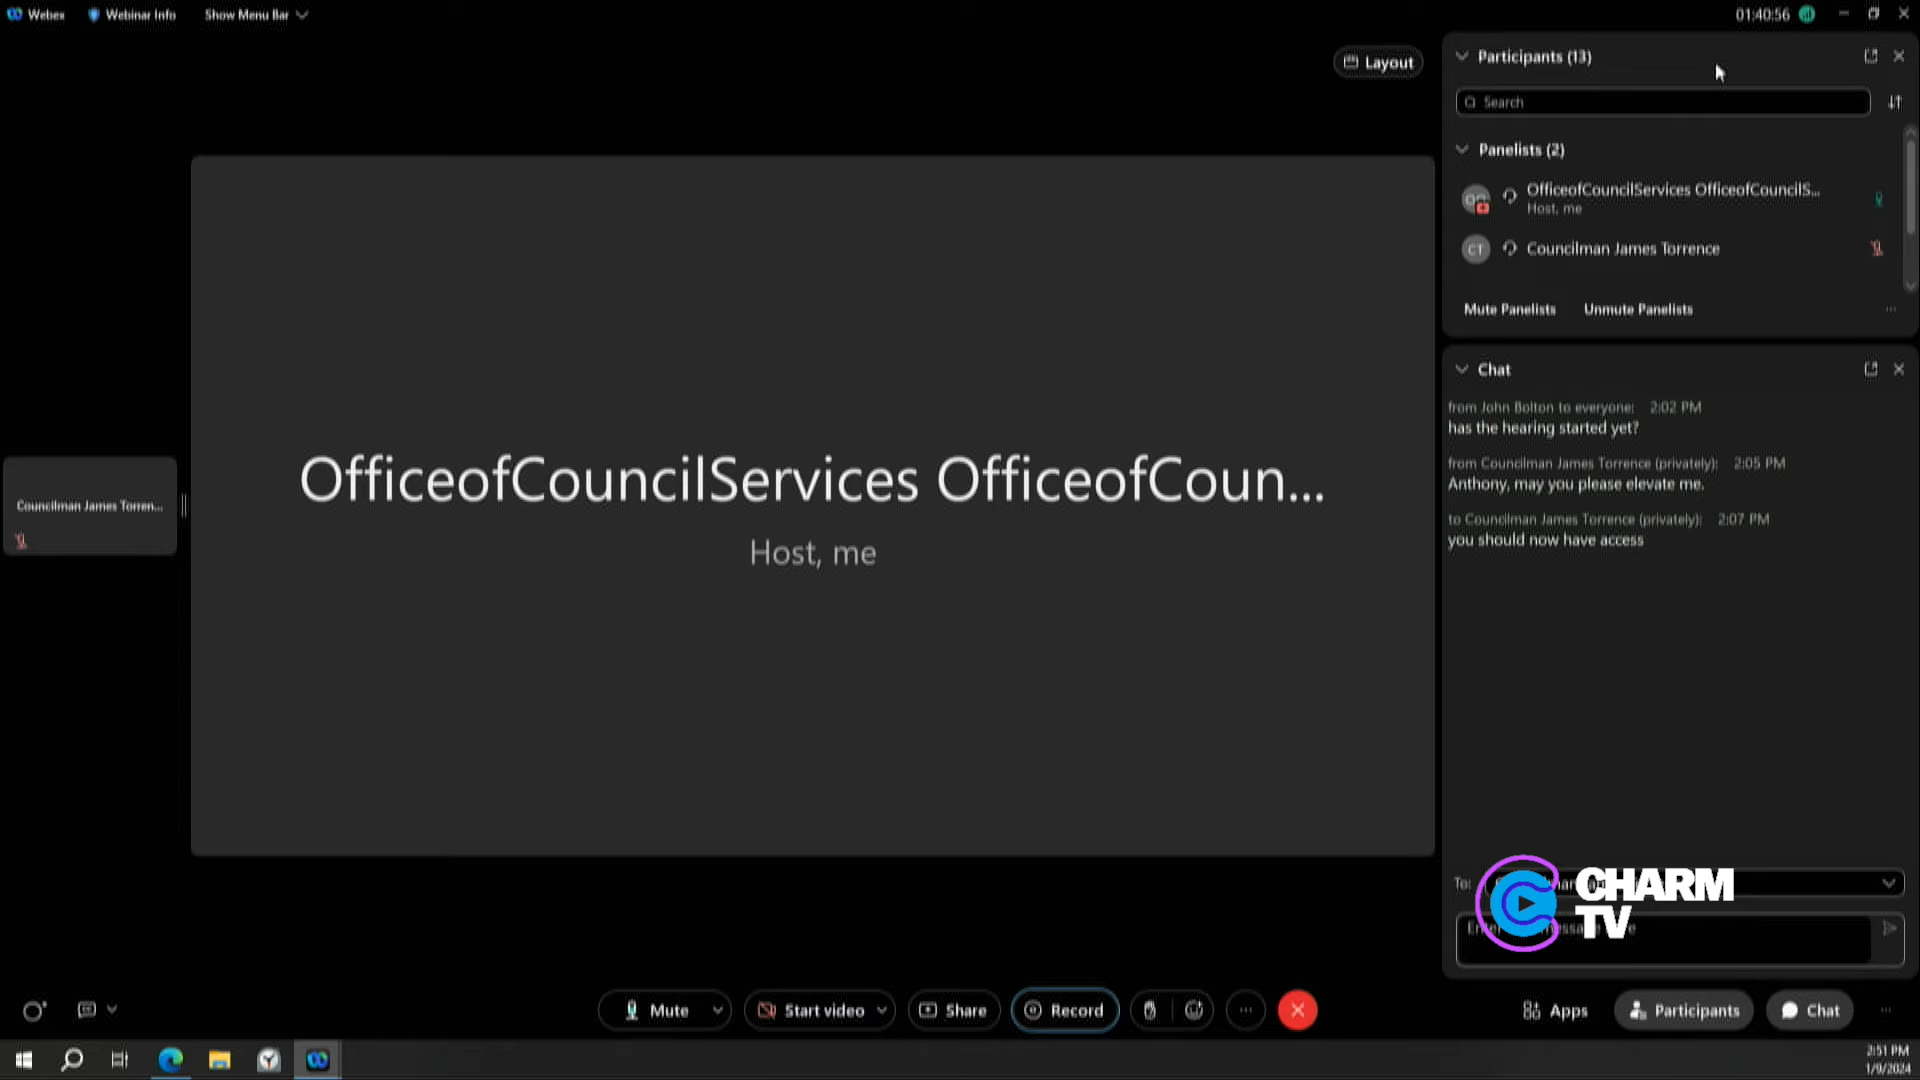 Webex Webinar Info Show Menu Bar 01:40:56
Layout
Participants (13)
Search
Panelists (2)
OfficeofCouncilServices OfficeofCouncilS...
Host, me
CT Councilman James Torrence
Mute Panelists Unmute Panelists
Chat
from John Bolton to everyone: 2:02 PM
has the hearing started yet?
from Councilman James Torrence (privately): 2:05 PM
Anthony, may you please elevate me.
to Councilman James Torrence (privately): 2:07 PM
you should now have access
Councilman James Torren...
OfficeofCouncilServices OfficeofCoun...
Host, me
To:
CHARM
TV
Mute Start video Share Record Apps Participants Chat
2:51 PM
1/9/2024